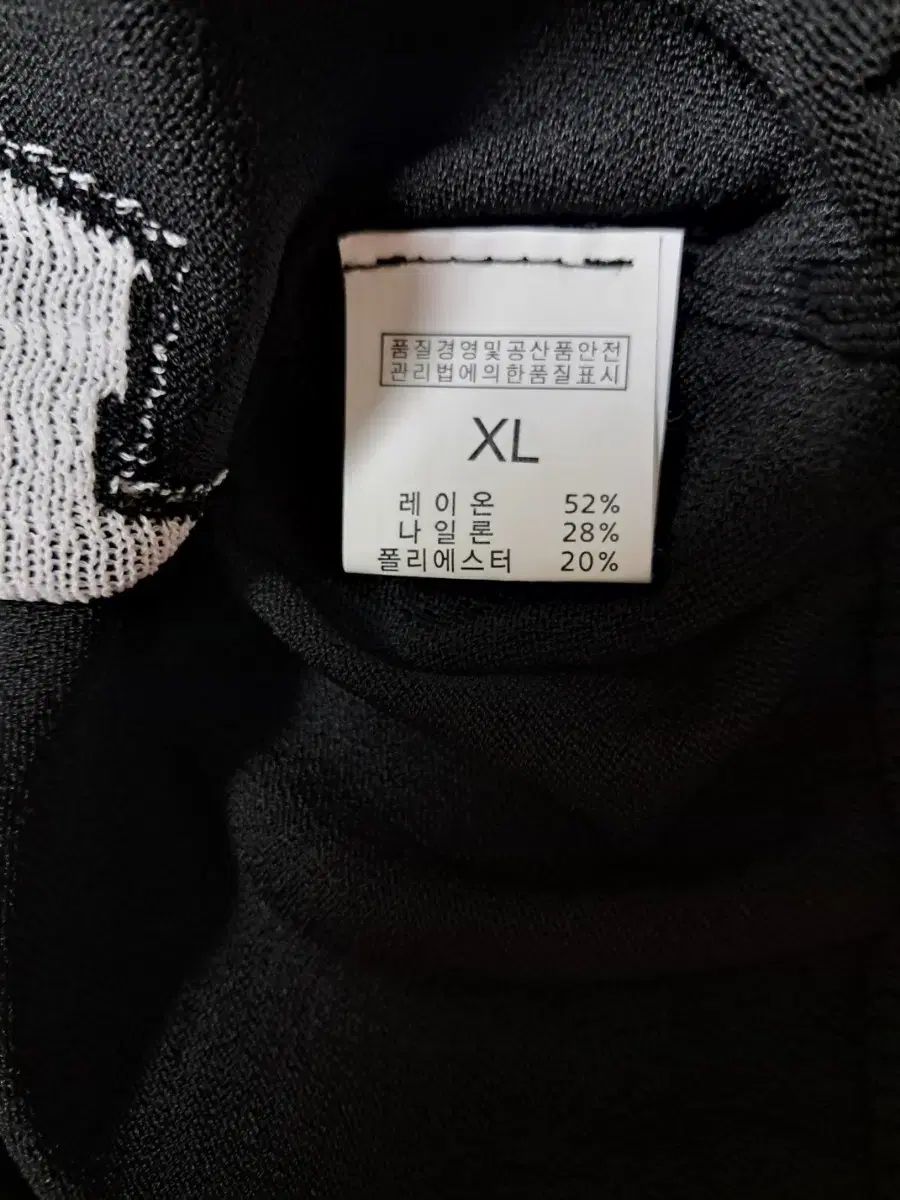 품질경영및공산품안전
관리법에의한품질표시
XL
레이온 52%
나일론 28%
폴리에스터 20%